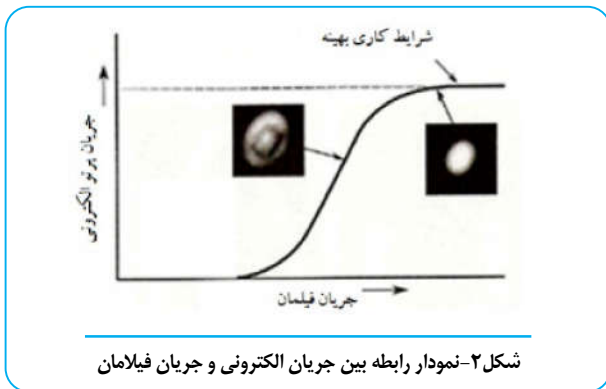 شرایط کاری بهینه
جریان پرتو الکترونی
جریان فیلمان
شکل۲-نمودار رابطه بین جریان الکترونی و جریان فیلامان